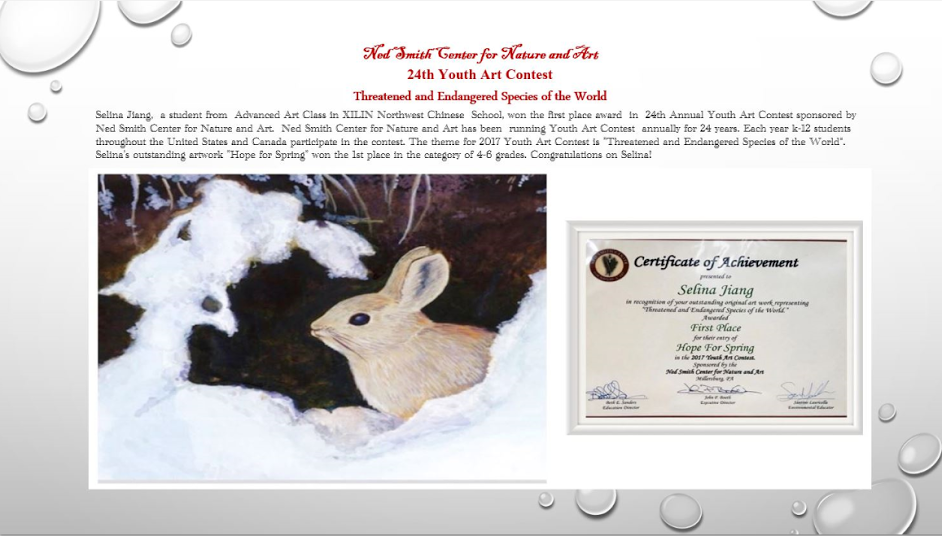 Ned Smith Center for Nature and Art
24th Youth Art Contest
Threatened and Endangered Species of the World
Selina Jiang, a student from Advanced Art Class in XILIN Northwest Chinese School, won the first place award in 24th Annual Youth Art Contest sponsored by
Ned Smith Center for Nature and Art. Ned Smith Center for Nature and Art has been running Youth Art Contest annually for 24 years. Each year k-12 students
throughout the United States and Canada participate in the contest. The theme for 2017 Youth Art Contest is "Threatened and Endangered Species of the World".
Selina's outstanding artwork "Hope for Spring" won the 1st place in the category of 4-6 grades. Congratulations on Selina!
Certificate of Achievement
presented to
Selina Jiang
in recognition of your outstanding original art work representing
"Threatened and Endangered Species of the World."
Awarded
First Place
for their entry of
Hope For Spring
in the 2017 Youth Art Contest.
Sponsored by the
Ned Smith Center for Nature and Art
Millersburg, PA
Education Director
Executive Director
Environmental Educator